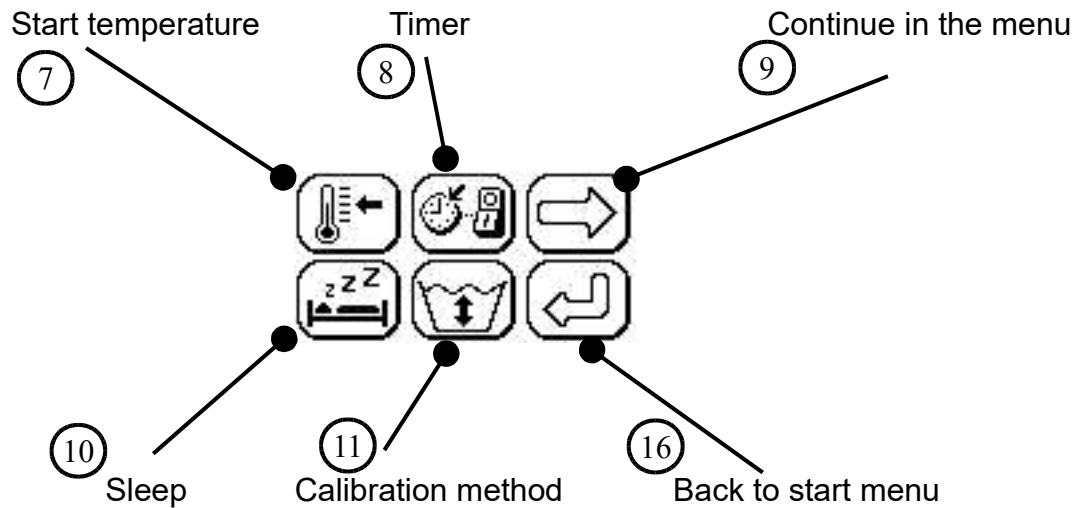 Start temperature
Timer
Continue in the menu
7
8
9
z z Z
10
11
16
Sleep
Calibration method
Back to start menu